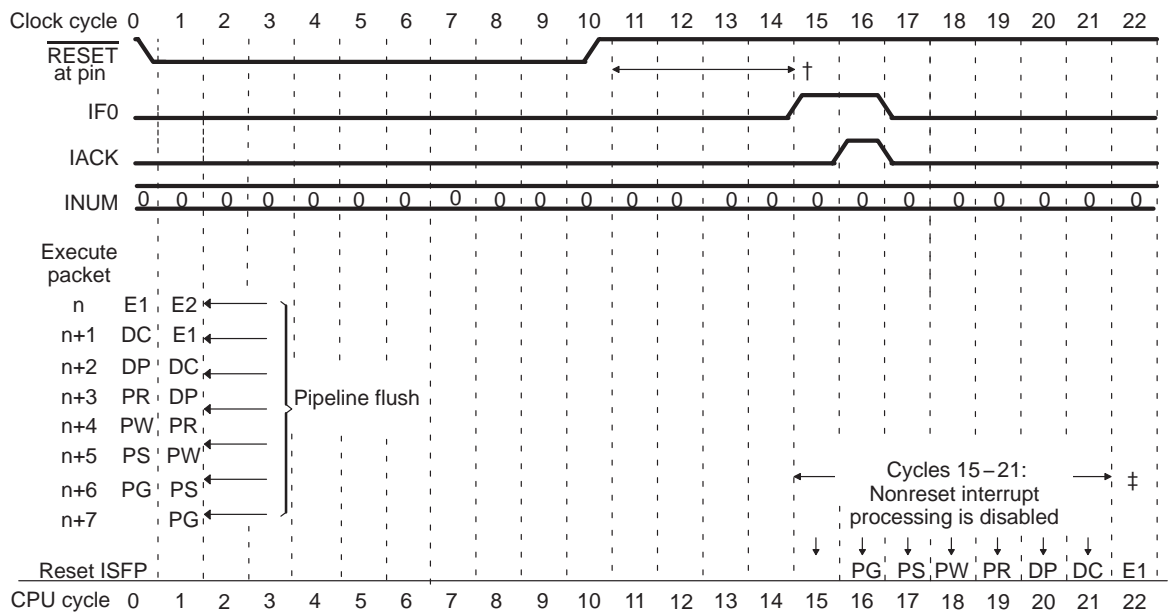 Clock cycle 0 1 2 3 4 5 6 7 8 9 10 11 12 13 14 15 16 17 18 19 20 21 22
RESET
at pin
†
IF0
IACK
INUM 0 0 0 0 0 0 0 0 0 0 0 0 0 0 0 0 0 0 0 0 0 0 0
Execute
packet
n E1 E2
n+1 DC E1
n+2 DP DC
n+3 PR DP
Pipeline flush
n+4 PW PR
n+5 PS PW
n+6 PG PS
n+7 PG
Cycles 15–21:
Nonreset interrupt
processing is disabled
‡
Reset ISFP PG PS PW PR DP DC E1
CPU cycle 0 1 2 3 4 5 6 7 8 9 10 11 12 13 14 15 16 17 18 19 20 21 22